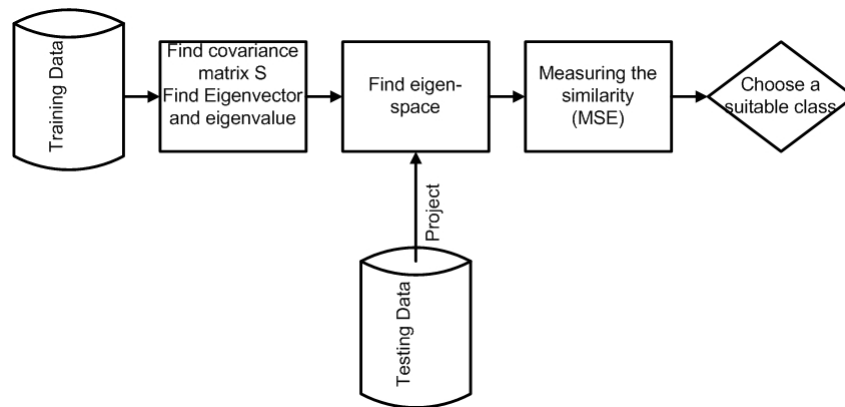 Training Data
Find covariance
matrix S
Find Eigenvector
and eigenvalue
Find eigen-
space
Measuring the
similarity
(MSE)
Choose a
suitable class
Project
Testing Data